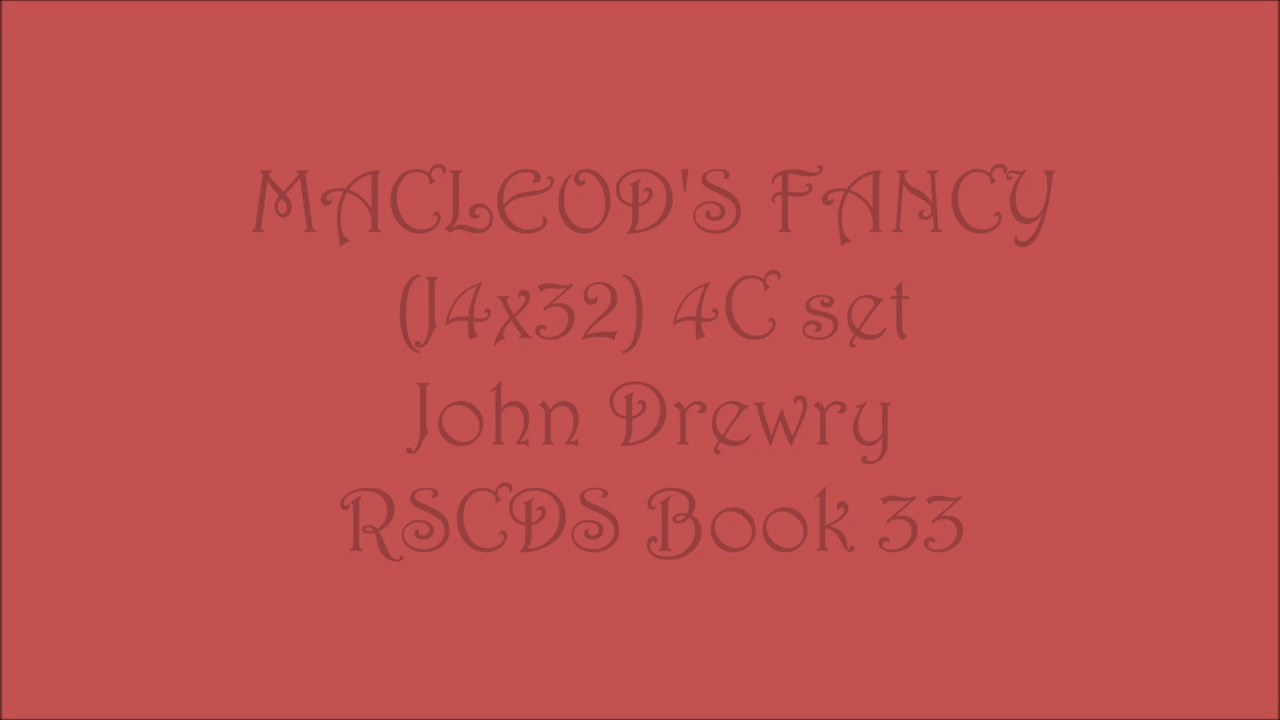 MACLEOD'S FANCY
(J4x32) 4C set
John Drewry
RSCDS Book 33